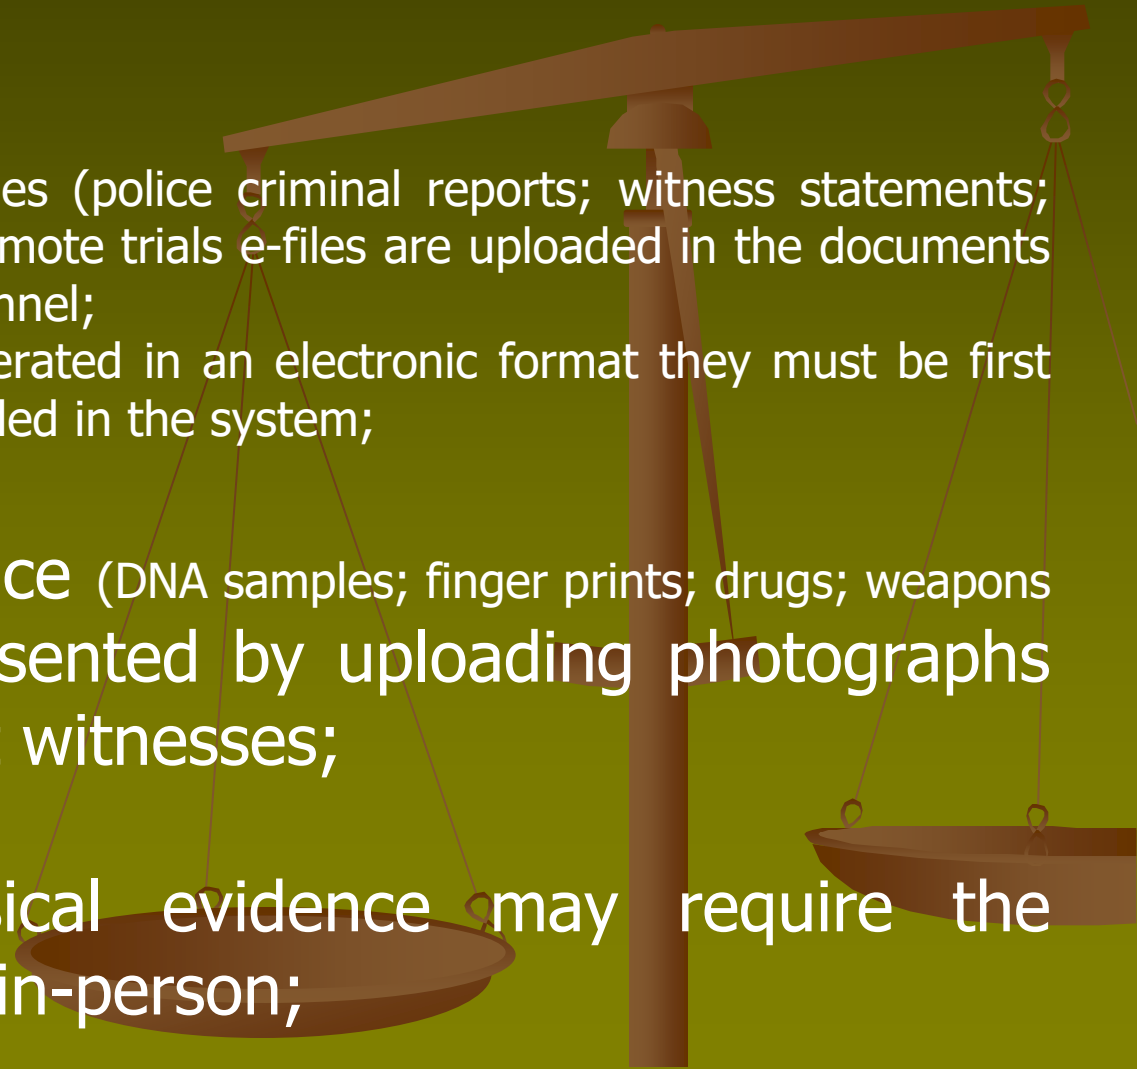 es (police criminal reports; witness statements;
mote trials e-files are uploaded in the documents
nnel;
erated in an electronic format they must be first
led in the system;
ce (DNA samples; finger prints; drugs; weapons
sented by uploading photographs
t witnesses;
sical evidence may require the
in-person;